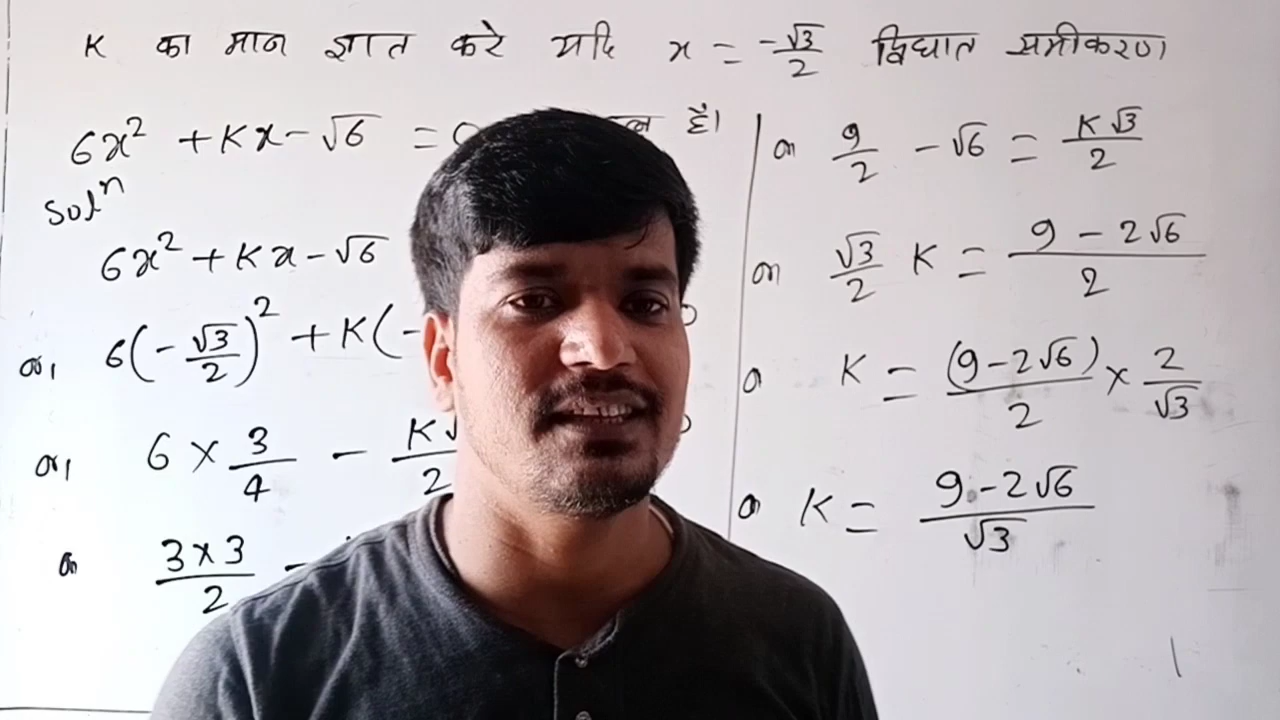 K का मान ज्ञात करे यदि x = -√3/2 द्विघात समीकरण
6x² + Kx - √6 = 0 है।
Solⁿ
6x² + Kx - √6
or, 6(-√3/2)² + K(-
or, 6 × 3/4 - K√
2
or 3×3/2 -
or 9/2 - √6 = K√3/2
or √3/2 K = 9 - 2√6/2
or K = (9-2√6)/2 × 2/√3
or K = 9-2√6/√3